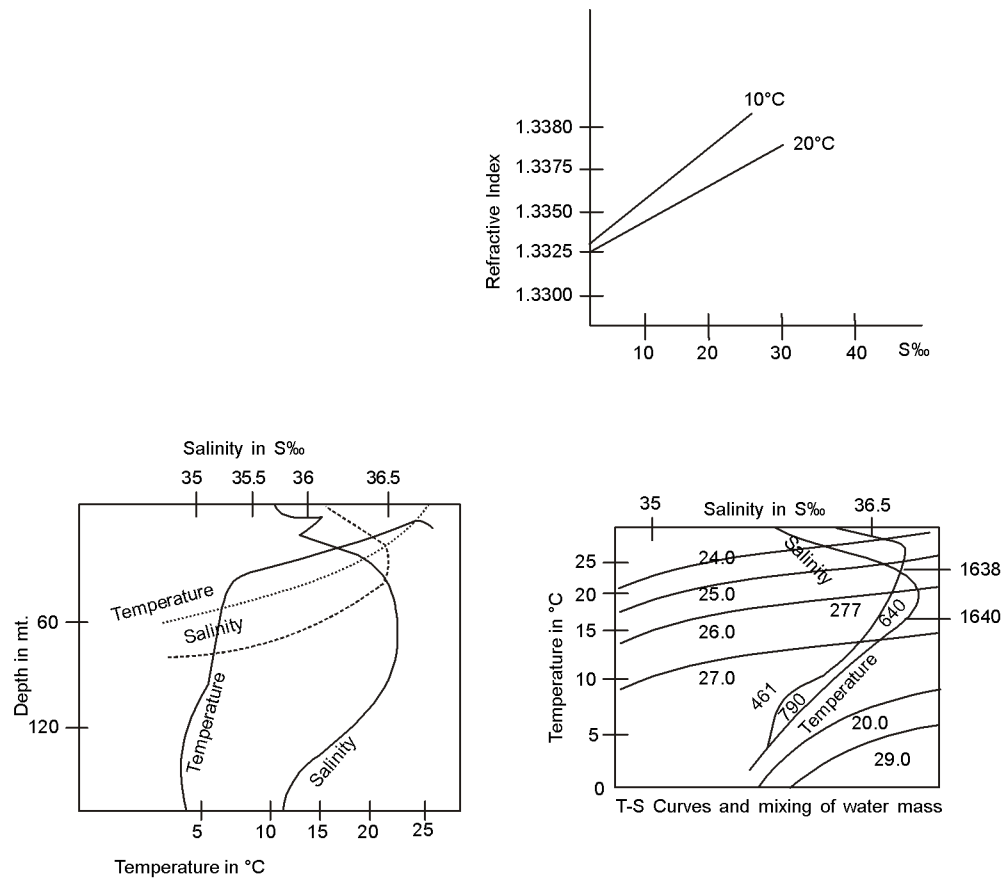 10°C
20°C
1.3380
1.3375
1.3350
1.3325
1.3300
Refractive Index
10 20 30 40 S‰
Salinity in S‰
35 35.5 36 36.5
Temperature
Salinity
60
120
Depth in mt.
Temperature
Salinity
5 10 15 20 25
Temperature in °C
35 Salinity in S‰ 36.5
25
20
15
10
5
0
Temperature in °C
24.0
25.0
26.0
27.0
Salinity
277
640
1638
1640
461
790
Temperature
20.0
29.0
T-S Curves and mixing of water mass